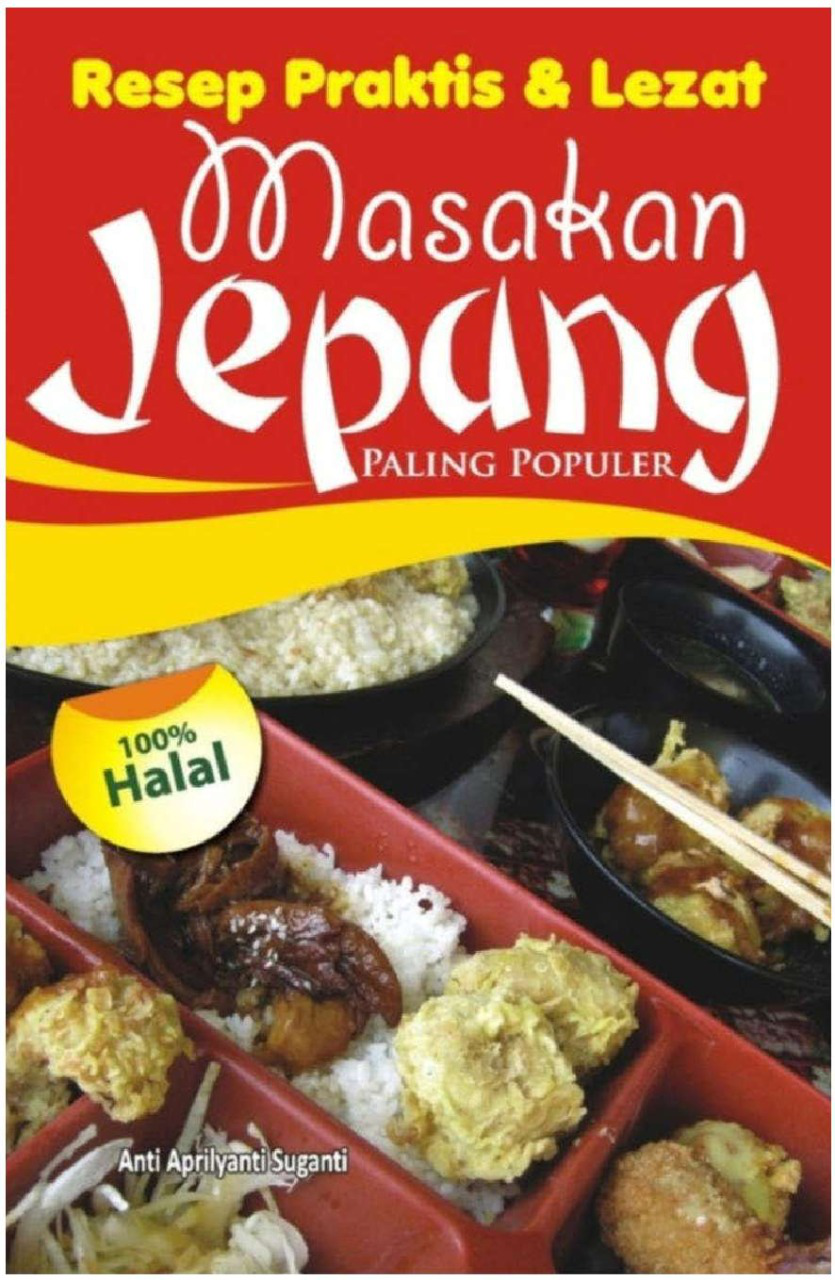 Resep Praktis & Lezat
Masakan
Jepang
PALING POPULER
100%
Halal
Anti Aprilyanti Suganti